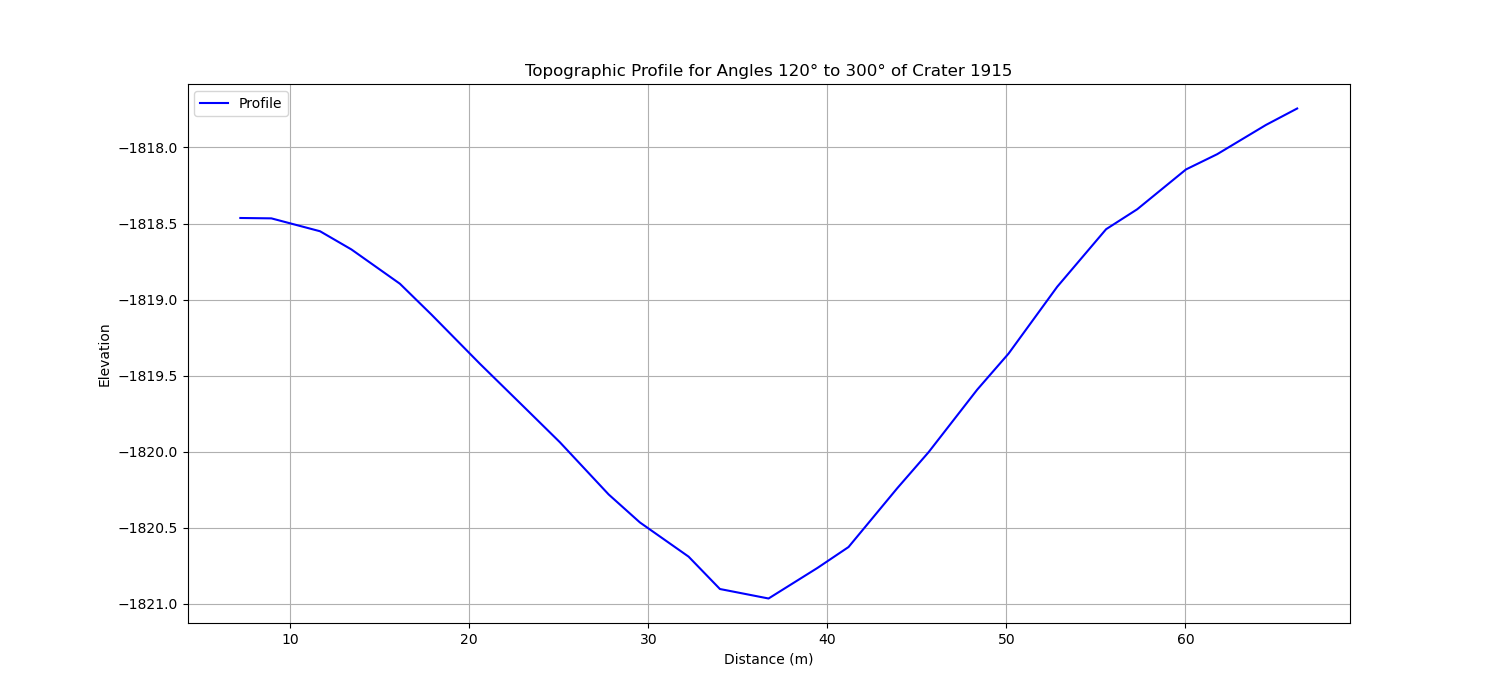 Topographic Profile for Angles 120° to 300° of Crater 1915
Profile
−1818.0
−1818.5
−1819.0
−1819.5
−1820.0
−1820.5
−1821.0
Elevation
10 20 30 40 50 60
Distance (m)